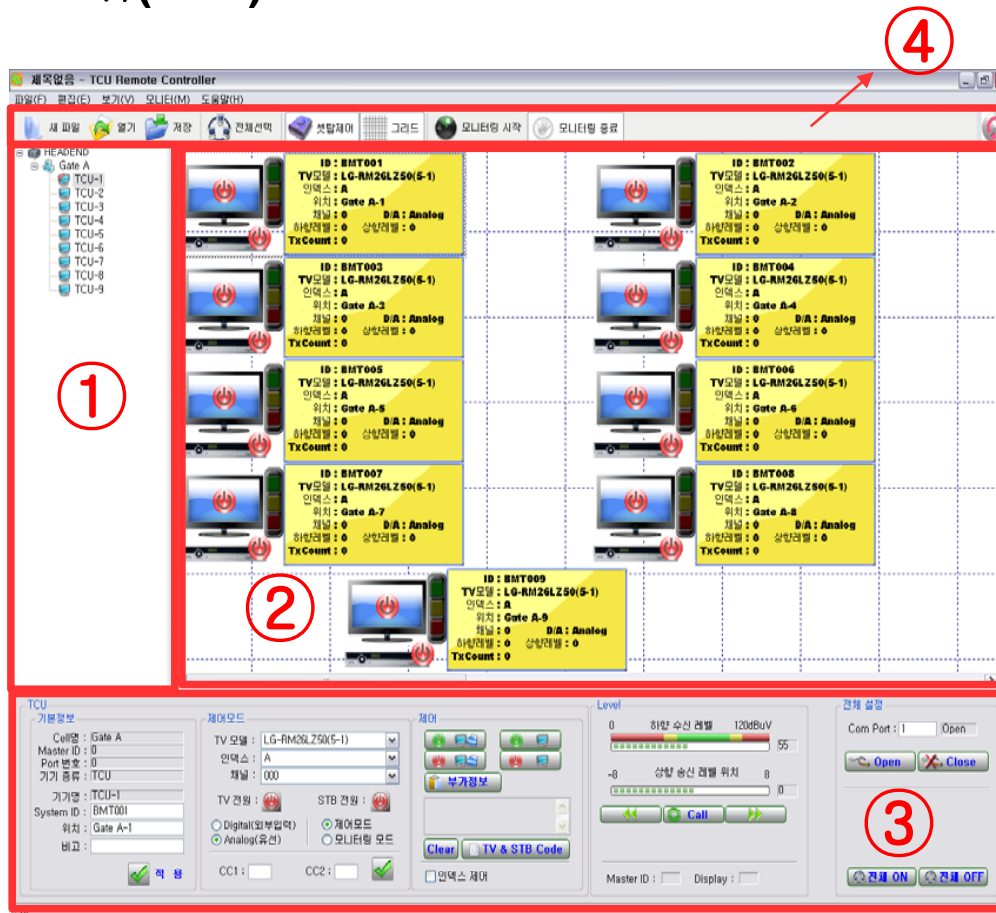 ④
제목없음 - TCU Remote Controller
파일(F) 편집(E) 보기(V) 모니터(M) 도움말(H)
새 파일 열기 저장 전체선택 셋탑제어 그리드 모니터링 시작 모니터링 종료
HEADEND
Gate A
TCU-1
TCU-2
TCU-3
TCU-4
TCU-5
TCU-6
TCU-7
TCU-8
TCU-9
①
ID : BMT001
TV모델 : LG-RM26LZ50(5-1)
인덱스 : A
위치 : Gate A-1
채널 : 0 D/A : Analog
하향레벨 : 0 상향레벨 : 0
TxCount : 0
ID : BMT002
TV모델 : LG-RM26LZ50(5-1)
인덱스 : A
위치 : Gate A-2
채널 : 0 D/A : Analog
하향레벨 : 0 상향레벨 : 0
TxCount : 0
ID : BMT003
TV모델 : LG-RM26LZ50(5-1)
인덱스 : A
위치 : Gate A-3
채널 : 0 D/A : Analog
하향레벨 : 0 상향레벨 : 0
TxCount : 0
ID : BMT004
TV모델 : LG-RM26LZ50(5-1)
인덱스 : A
위치 : Gate A-4
채널 : 0 D/A : Analog
하향레벨 : 0 상향레벨 : 0
TxCount : 0
ID : BMT005
TV모델 : LG-RM26LZ50(5-1)
인덱스 : A
위치 : Gate A-5
채널 : 0 D/A : Analog
하향레벨 : 0 상향레벨 : 0
TxCount : 0
ID : BMT006
TV모델 : LG-RM26LZ50(5-1)
인덱스 : A
위치 : Gate A-6
채널 : 0 D/A : Analog
하향레벨 : 0 상향레벨 : 0
TxCount : 0
ID : BMT007
TV모델 : LG-RM26LZ50(5-1)
인덱스 : A
위치 : Gate A-7
채널 : 0 D/A : Analog
하향레벨 : 0 상향레벨 : 0
TxCount : 0
ID : BMT008
TV모델 : LG-RM26LZ50(5-1)
인덱스 : A
위치 : Gate A-8
채널 : 0 D/A : Analog
하향레벨 : 0 상향레벨 : 0
TxCount : 0
②
ID : BMT009
TV모델 : LG-RM26LZ50(5-1)
인덱스 : A
위치 : Gate A-9
채널 : 0 D/A : Analog
하향레벨 : 0 상향레벨 : 0
TxCount : 0
TCU
기본정보
Cell명 : Gate A
Master ID : 0
Port 번호 : 0
기기 종류 : TCU
기기명 : TCU-1
System ID : BMT001
위치 : Gate A-1
비고 :
적 용
제어모드
TV 모델 : LG-RM26LZ50(5-1)
인덱스 : A
채널 : 000
TV 전원 : STB 전원 :
Digital(외부입력) 제어모드
Analog(유선) 모니터링 모드
CC1 : CC2 :
제어
부가정보
Clear TV & STB Code
인덱스 제어
Level
0 하향 수신 레벨 120dBuV
55
-8 상향 송신 레벨 위치 8
0
Call
Master ID : Display :
전체 설정
Com Port : 1 Open
Open Close
③
전체 ON 전체 OFF